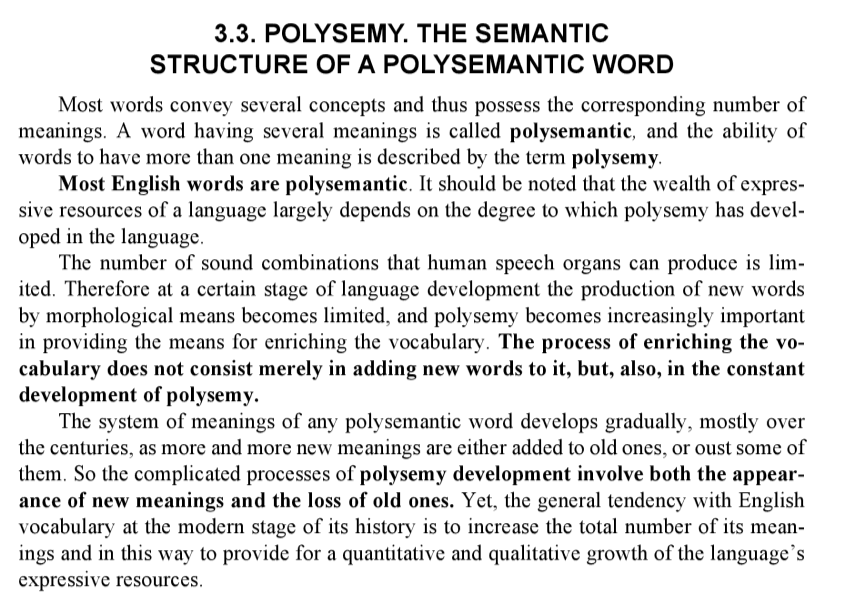 3.3. POLYSEMY. THE SEMANTIC
STRUCTURE OF A POLYSEMANTIC WORD
Most words convey several concepts and thus possess the corresponding number of
meanings. A word having several meanings is called polysemantic, and the ability of
words to have more than one meaning is described by the term polysemy.
Most English words are polysemantic. It should be noted that the wealth of expres-
sive resources of a language largely depends on the degree to which polysemy has devel-
oped in the language.
The number of sound combinations that human speech organs can produce is lim-
ited. Therefore at a certain stage of language development the production of new words
by morphological means becomes limited, and polysemy becomes increasingly important
in providing the means for enriching the vocabulary. The process of enriching the vo-
cabulary does not consist merely in adding new words to it, but, also, in the constant
development of polysemy.
The system of meanings of any polysemantic word develops gradually, mostly over
the centuries, as more and more new meanings are either added to old ones, or oust some of
them. So the complicated processes of polysemy development involve both the appear-
ance of new meanings and the loss of old ones. Yet, the general tendency with English
vocabulary at the modern stage of its history is to increase the total number of its mean-
ings and in this way to provide for a quantitative and qualitative growth of the language's
expressive resources.